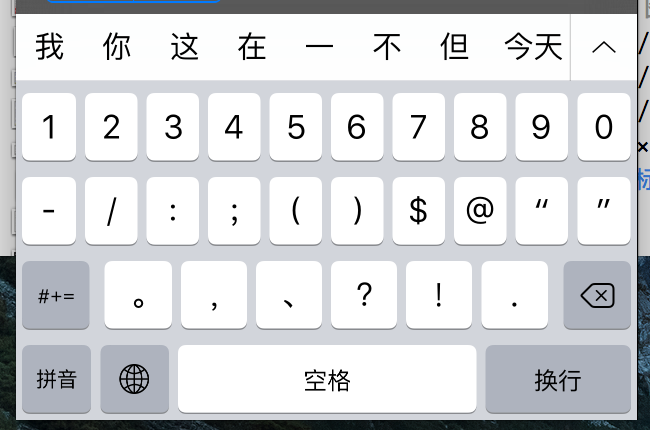 我 你 这 在 一 不 但 今天
1 2 3 4 5 6 7 8 9 0
- / : ; ( ) $ @ “ ”
#+= 。 , 、 ? ! .
拼音 空格 换行